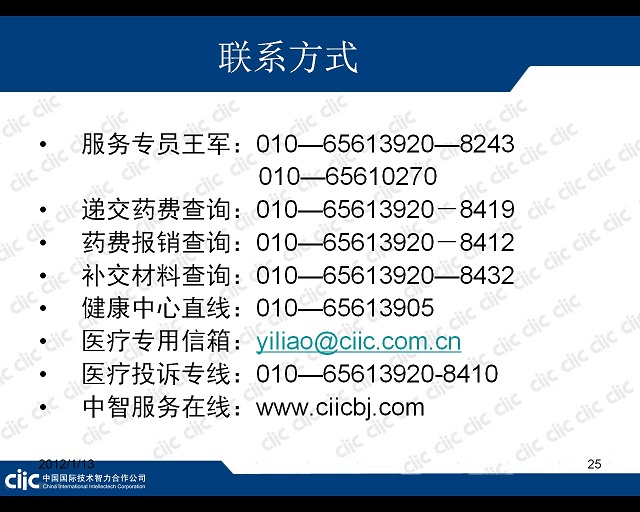 联系方式
• 服务专员王军：010—65613920—8243
010—65610270
• 递交药费查询：010—65613920－8419
• 药费报销查询：010—65613920－8412
• 补交材料查询：010—65613920—8432
• 健康中心直线：010—65613905
• 医疗专用信箱：yiliao@ciic.com.cn
• 医疗投诉专线：010—65613920-8410
• 中智服务在线：www.ciicbj.com
2012/1/13
25
ciic 中国国际技术智力合作公司
China International Intellectech Corporation